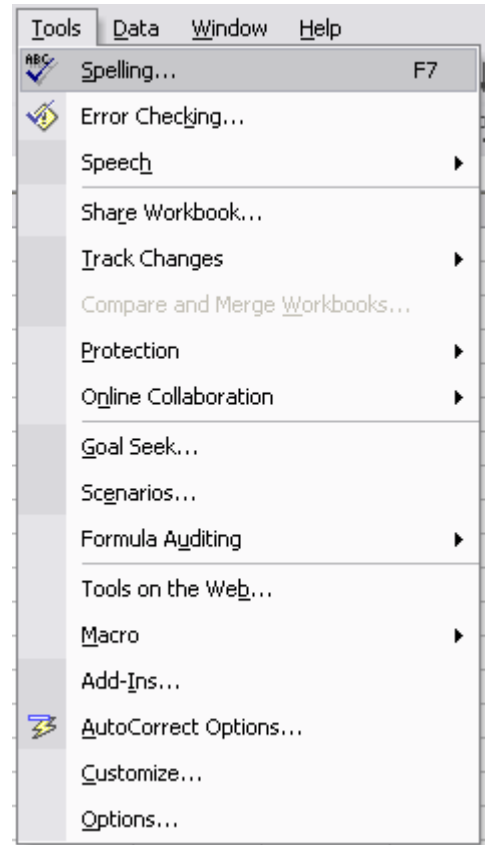 Tools Data Window Help
ABC Spelling... F7
Error Checking...
Speech
Share Workbook...
Track Changes
Compare and Merge Workbooks...
Protection
Online Collaboration
Goal Seek...
Scenarios...
Formula Auditing
Tools on the Web...
Macro
Add-Ins...
AutoCorrect Options...
Customize...
Options...